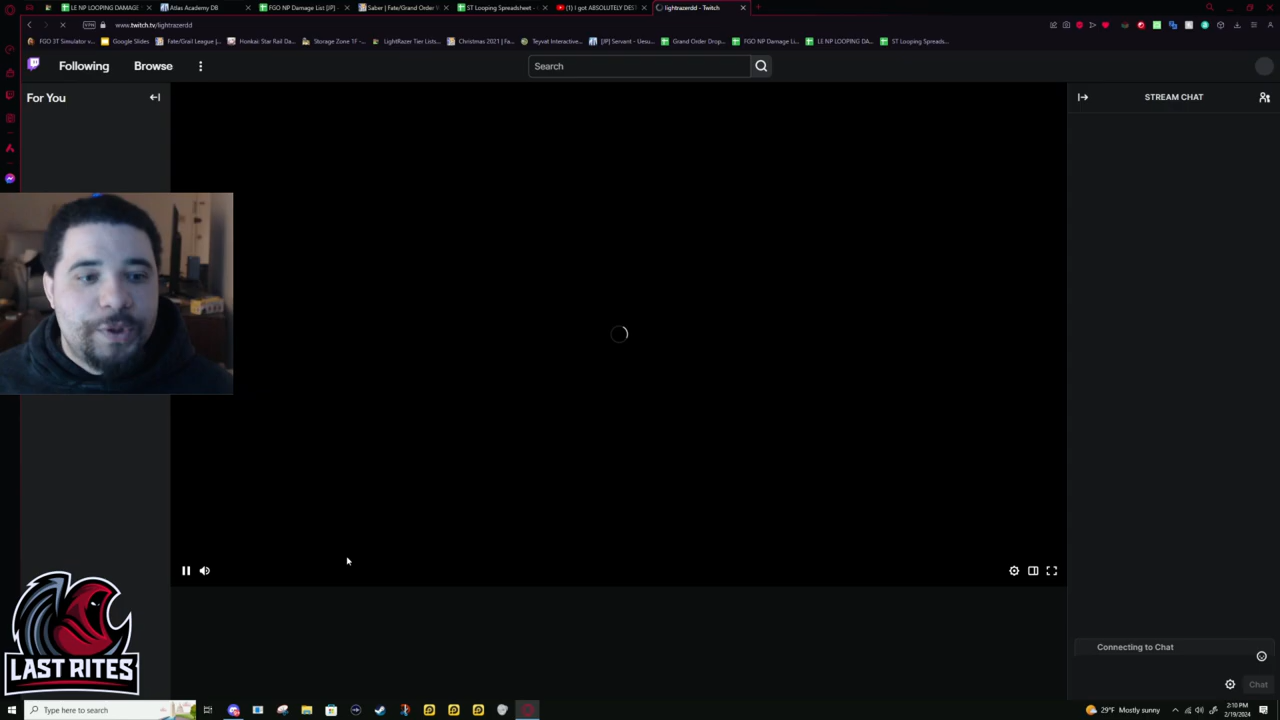 LE NP LOOPING DAMAGE
Atlas Academy DB
FGO NP Damage List [JP] -
Saber | Fate/Grand Order
ST Looping Spreadsheet -
(1) I got ABSOLUTELY DES
lightrazerdd - Twitch
VPN
www.twitch.tv/lightrazerdd
FGO 3T Simulator v...
Google Slides
Fate/Grail League j...
Honkai: Star Rail Da...
Storage Zone 1F -...
LightRazer Tier Lists...
Christmas 2021 | Fa...
Teyvat Interactive...
[JP] Servant - Uesu...
Grand Order Drop...
FGO NP Damage Li...
LE NP LOOPING DA...
ST Looping Spreads...
Following
Browse
Search
For You
STREAM CHAT
Connecting to Chat
Chat
LAST RITES
Type here to search
29°F Mostly sunny
2:10 PM
2/19/2024